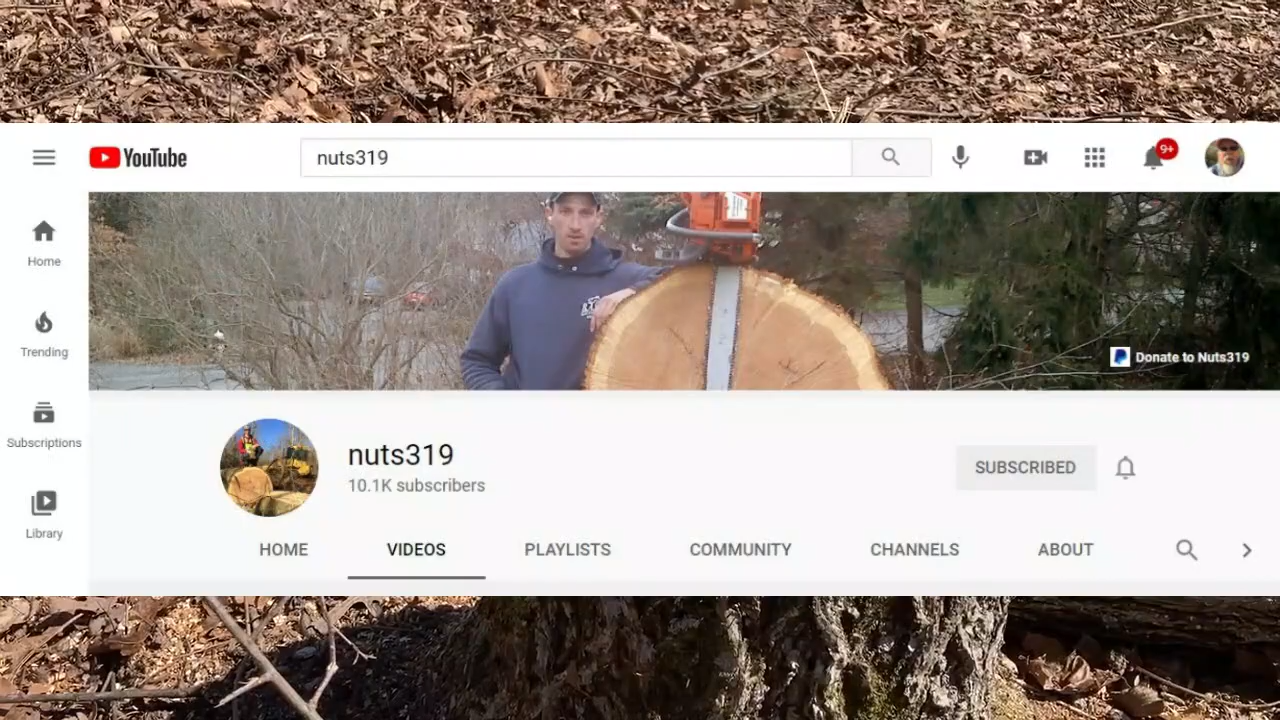 YouTube
nuts319
9+
Home
Trending
Subscriptions
Library
Donate to Nuts319
nuts319
10.1K subscribers
SUBSCRIBED
HOME VIDEOS PLAYLISTS COMMUNITY CHANNELS ABOUT